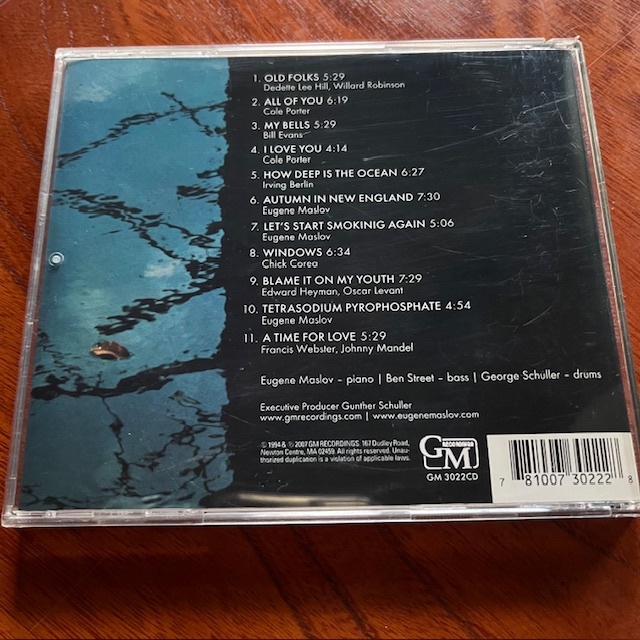 1. OLD FOLKS 5:29
Dedette Lee Hill, Willard Robinson
2. ALL OF YOU 6:19
Cole Porter
3. MY BELLS 5:29
Bill Evans
4. I LOVE YOU 4:14
Cole Porter
5. HOW DEEP IS THE OCEAN 6:27
Irving Berlin
6. AUTUMN IN NEW ENGLAND 7:30
Eugene Maslov
7. LET'S START SMOKINIG AGAIN 5:06
Eugene Maslov
8. WINDOWS 6:34
Chick Corea
9. BLAME IT ON MY YOUTH 7:29
Edward Heyman, Oscar Levant
10. TETRASODIUM PYROPHOSPHATE 4:54
Eugene Maslov
11. A TIME FOR LOVE 5:29
Francis Webster, Johnny Mandel
Eugene Maslov – piano | Ben Street – bass | George Schuller – drums
Executive Producer Gunther Schuller
www.gmrecordings.com | www.eugenemaslov.com
© 1994 & ℗ 2007 GM RECORDINGS. 167 Dudley Road,
Newton Centre, MA 02459. All rights reserved. Unau-
thorized duplication is a violation of applicable laws.
GM RECORDINGS
GM 3022CD
7 81007 30222 8